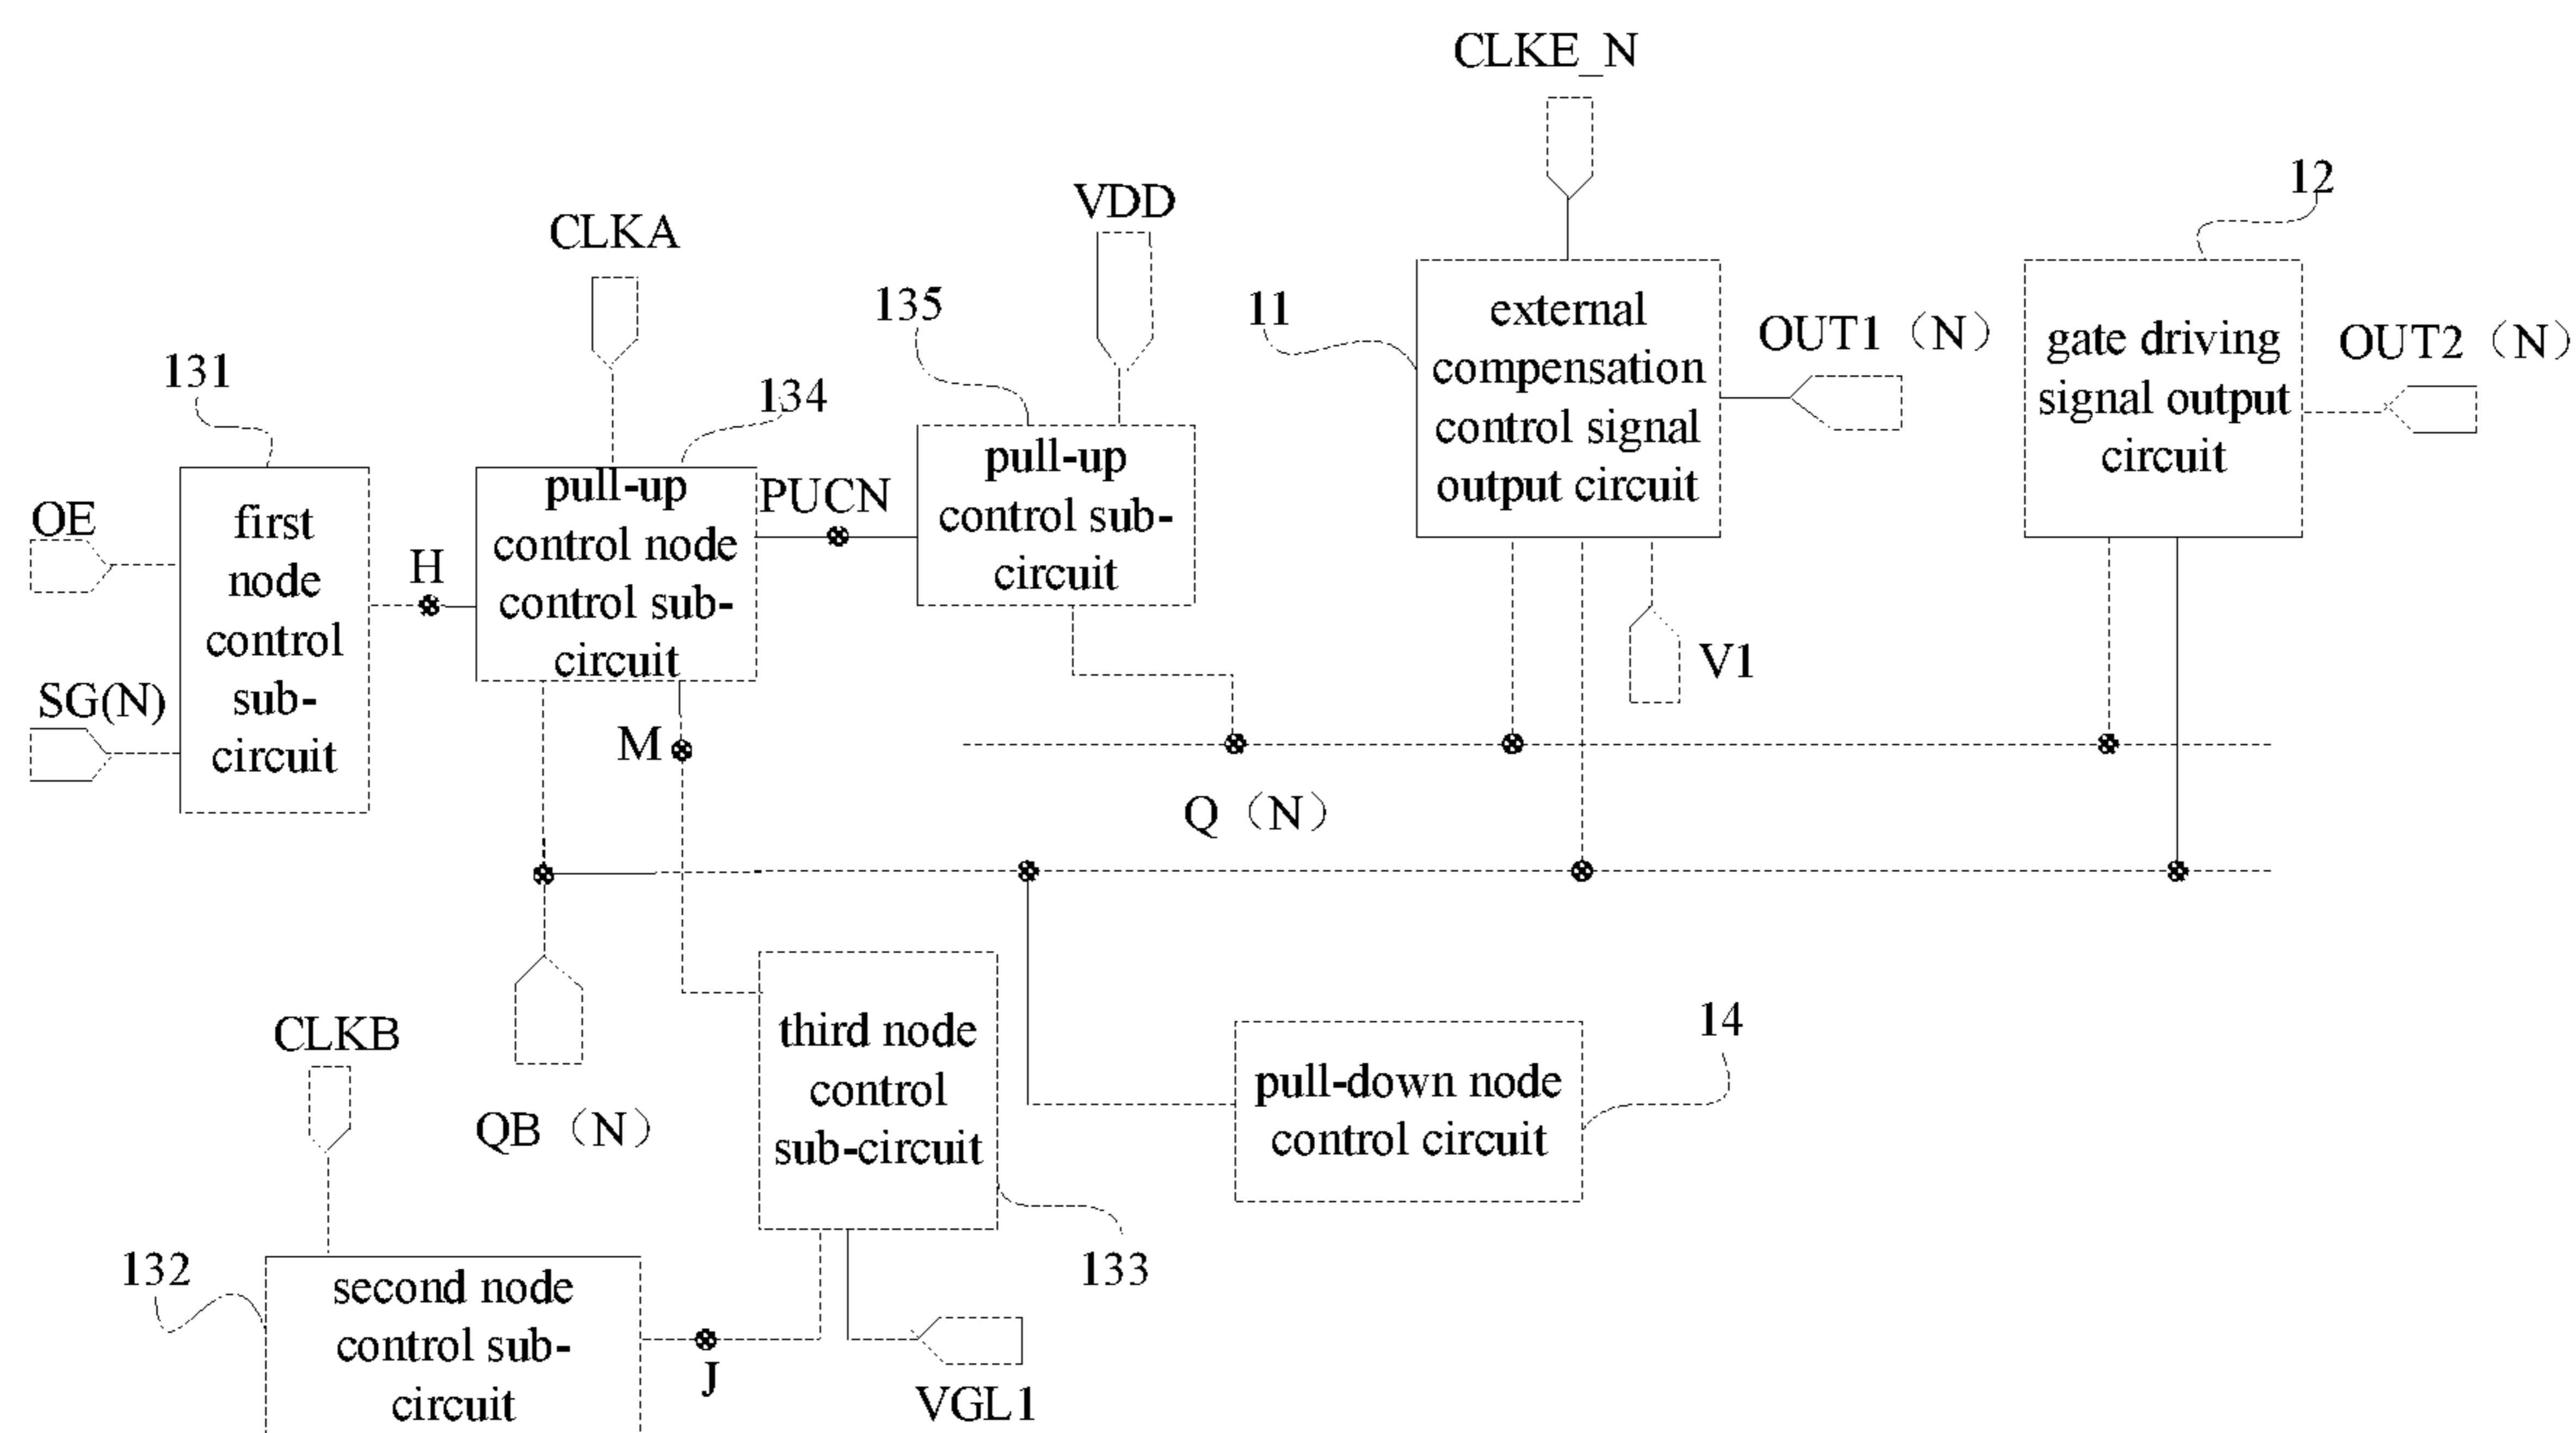 CLKE_N
12
VDD
CLKA
135
11
external
compensation
control signal
output circuit
OUT1（N）
gate driving
signal output
circuit
OUT2（N）
131
134
pull-up
control sub-
circuit
OE
SG(N)
first
node
control
sub-
circuit
H
pull-up
control node
control sub-
circuit
PUCN
M
V1
Q（N）
QB（N）
CLKB
third node
control
sub-circuit
133
pull-down node
control circuit
14
132
second node
control sub-
circuit
J
VGL1